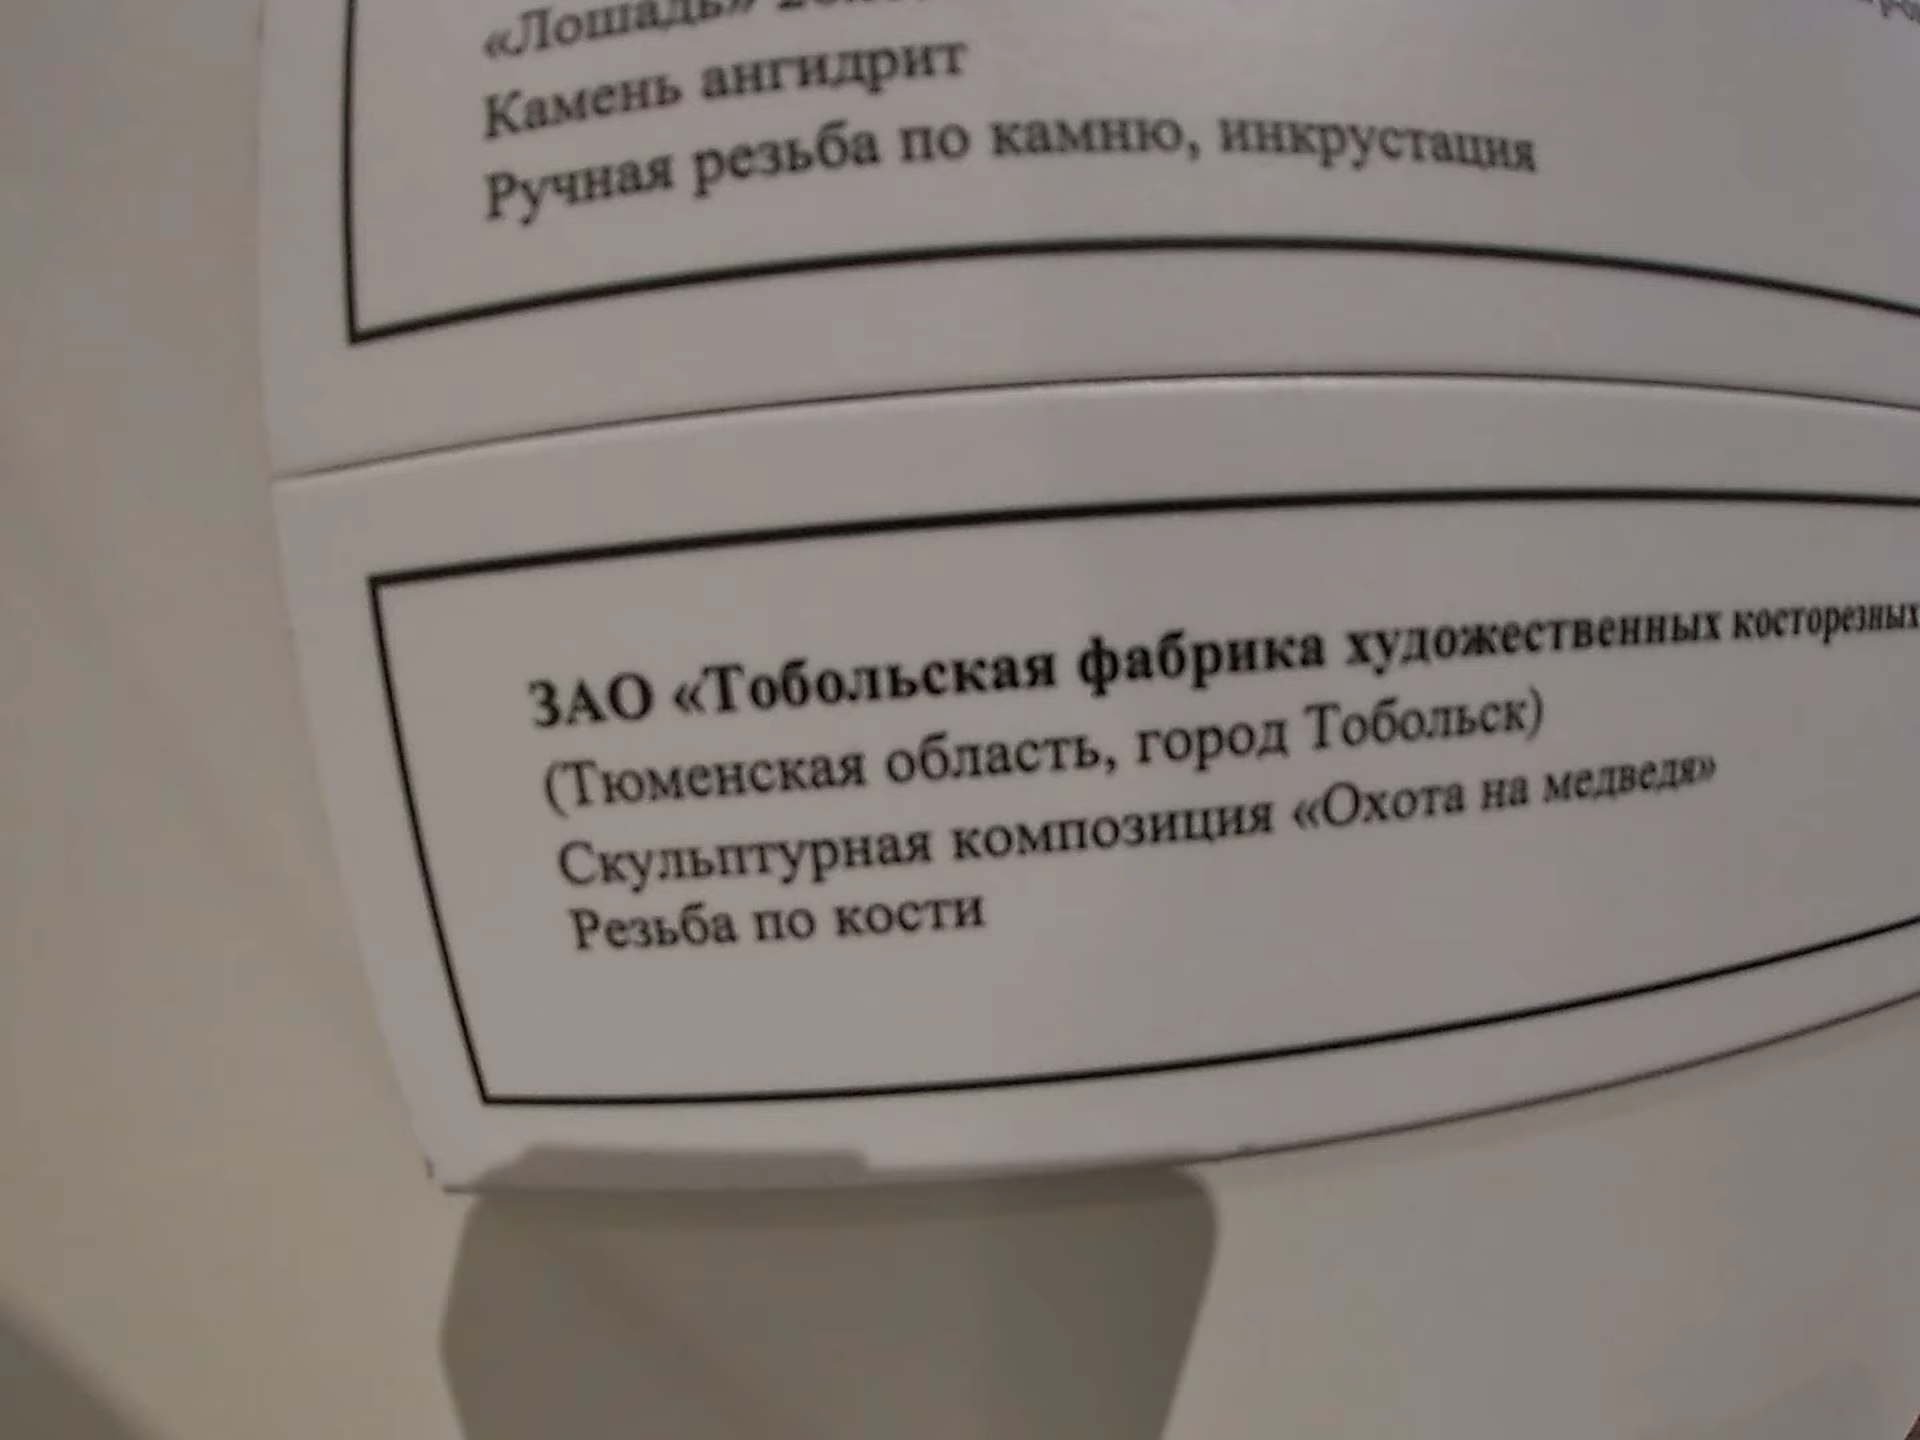 «Лошадь»
Камень ангидрит
Ручная резьба по камню, инкрустация
ЗАО «Тобольская фабрика художественных косторезных
(Тюменская область, город Тобольск)
Скульптурная композиция «Охота на медведя»
Резьба по кости